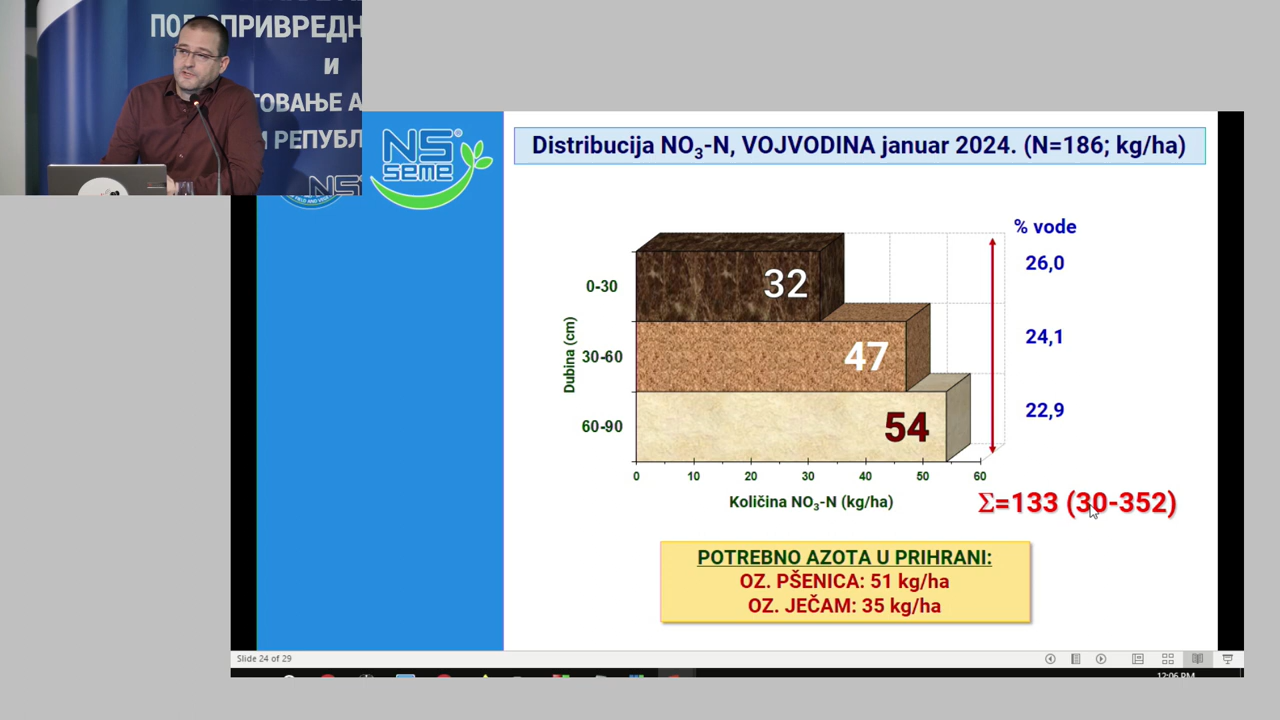 и
NS
seme
Distribucija NO₃-N, VOJVODINA januar 2024. (N=186; kg/ha)
% vode
26,0
24,1
22,9
Dubina (cm)
0-30
30-60
60-90
32
47
54
0 10 20 30 40 50 60
Količina NO₃-N (kg/ha)
Σ=133 (30-352)
POTREBNO AZOTA U PRIHRANI:
OZ. PŠENICA: 51 kg/ha
OZ. JEČAM: 35 kg/ha
Slide 24 of 29
12:06 PM